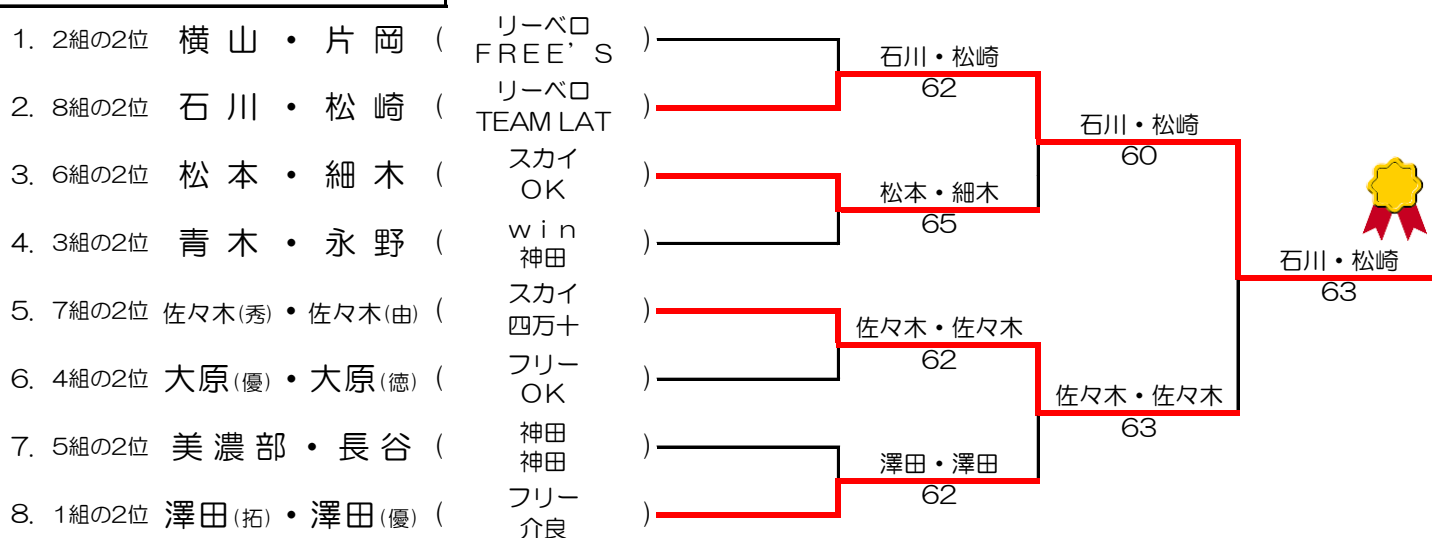 1. 2組の2位 横山・片岡 ( リーベロ
FREE'S )
2. 8組の2位 石川・松崎 ( リーベロ
TEAM LAT )
3. 6組の2位 松本・細木 ( スカイ
OK )
4. 3組の2位 青木・永野 ( win
神田 )
5. 7組の2位 佐々木(秀)・佐々木(由) ( スカイ
四万十 )
6. 4組の2位 大原(優)・大原(徳) ( フリー
OK )
7. 5組の2位 美濃部・長谷 ( 神田
神田 )
8. 1組の2位 澤田(拓)・澤田(優) ( フリー
介良 )
石川・松崎
62
松本・細木
65
佐々木・佐々木
62
澤田・澤田
62
石川・松崎
60
佐々木・佐々木
63
石川・松崎
63